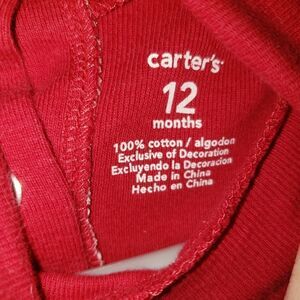 carter's
12
months
100% cotton / algodon
Exclusive of Decoration
Excluyendo la Decoracion
Made in China
Hecho en China